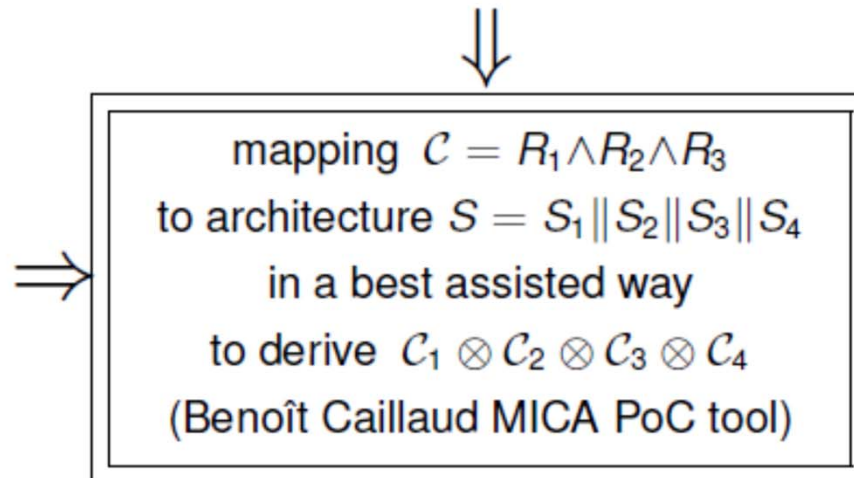 ⇓
⇒
mapping 𝒞 = R₁∧R₂∧R₃
to architecture S = S₁‖S₂‖S₃‖S₄
in a best assisted way
to derive 𝒞₁ ⊗ 𝒞₂ ⊗ 𝒞₃ ⊗ 𝒞₄
(Benoît Caillaud MICA PoC tool)